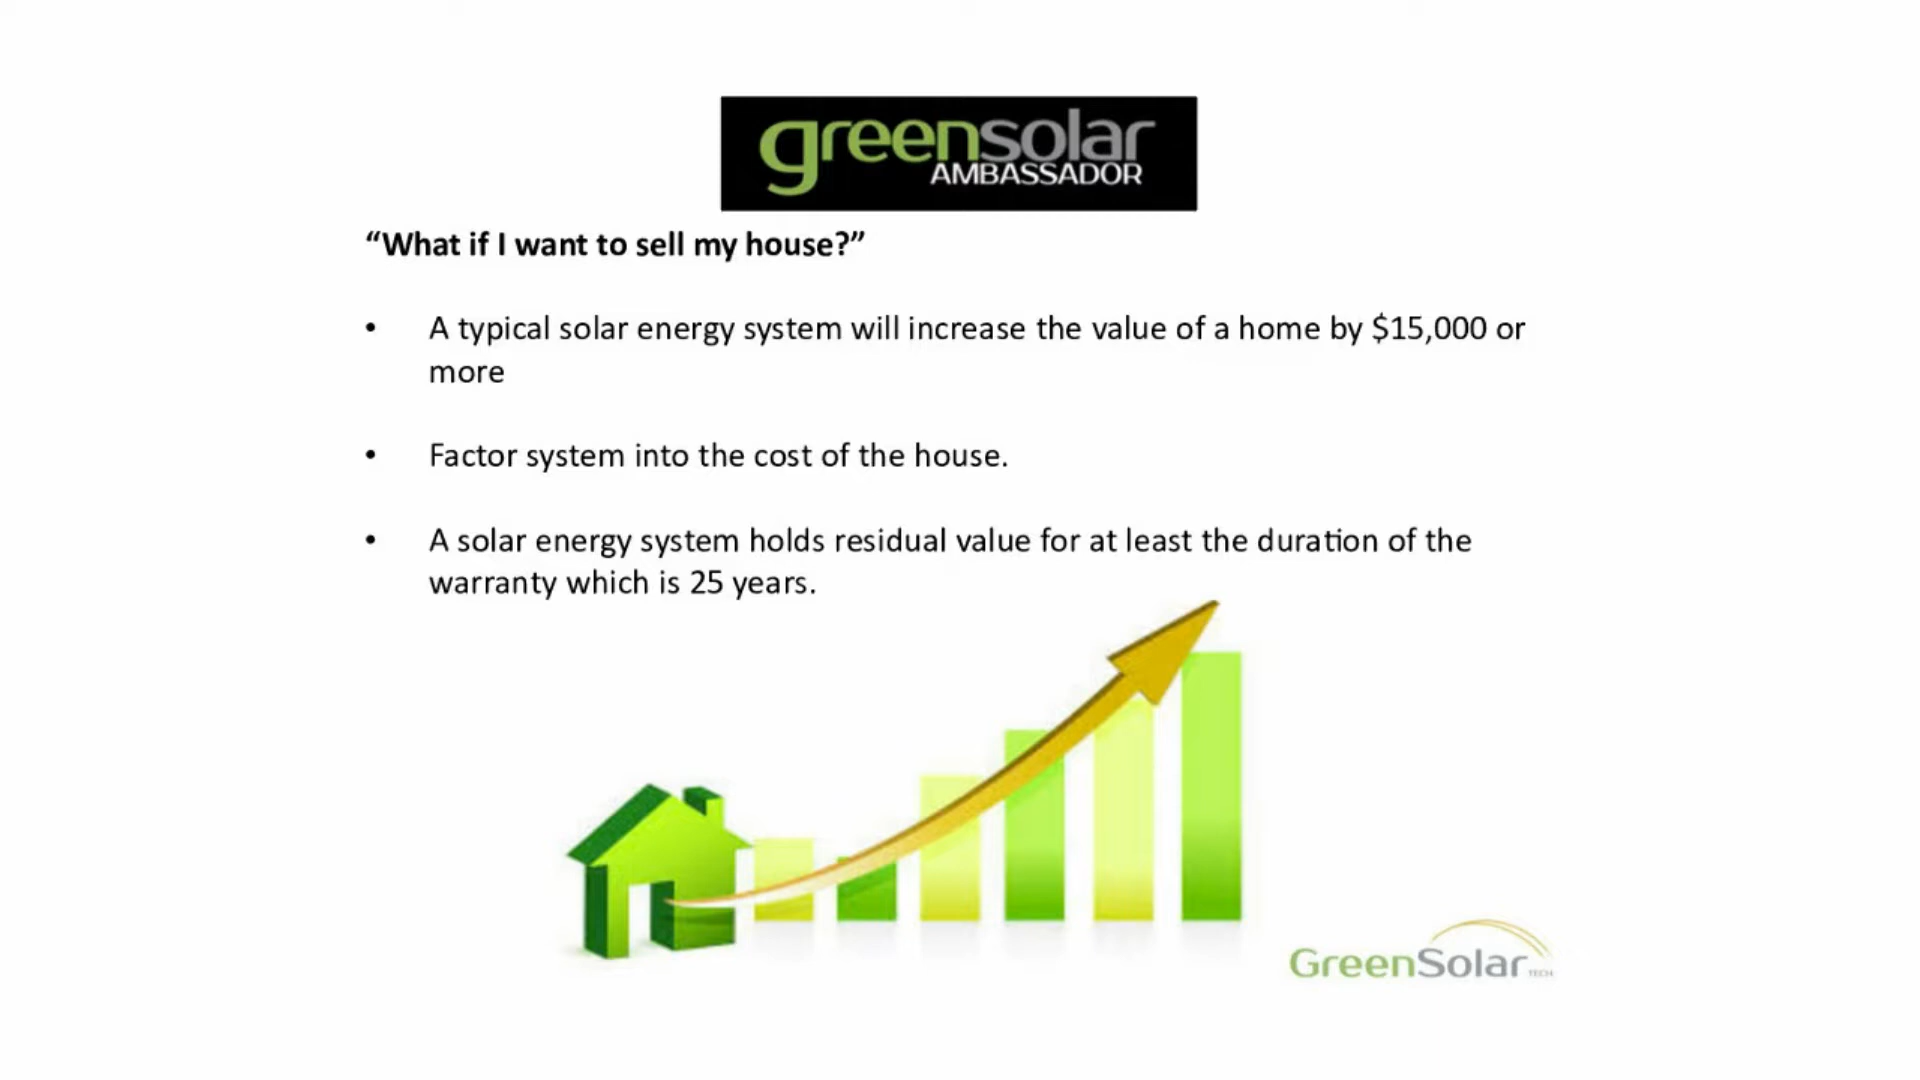 greensolar
AMBASSADOR
“What if I want to sell my house?”
• A typical solar energy system will increase the value of a home by $15,000 or
more
• Factor system into the cost of the house.
• A solar energy system holds residual value for at least the duration of the
warranty which is 25 years.
GreenSolar TECH